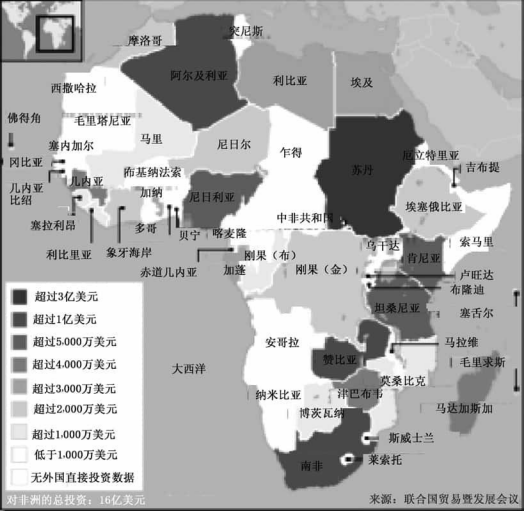 摩洛哥
突尼斯
阿尔及利亚
利比亚
埃及
西撒哈拉
佛得角
毛里塔尼亚
马里
尼日尔
乍得
苏丹
厄立特里亚
吉布提
塞内加尔
冈比亚
几内亚
布基纳法索
几内亚
比绍
加纳
尼日利亚
埃塞俄比亚
中非共和国
塞拉利昂
多哥
贝宁
喀麦隆
利比里亚
象牙海岸
乌干达
肯尼亚
索马里
刚果（布）
刚果（金）
赤道几内亚
加蓬
卢旺达
布隆迪
坦桑尼亚
塞舌尔
安哥拉
大西洋
赞比亚
马拉维
毛里求斯
莫桑比克
纳米比亚
津巴布韦
博茨瓦纳
马达加斯加
斯威士兰
南非
莱索托
超过3亿美元
超过1亿美元
超过5.000万美元
超过4.000万美元
超过3.000万美元
超过2.000万美元
超过1.000万美元
低于1.000万美元
无外国直接投资数据
对非洲的总投资：16亿美元
来源：联合国贸易暨发展会议